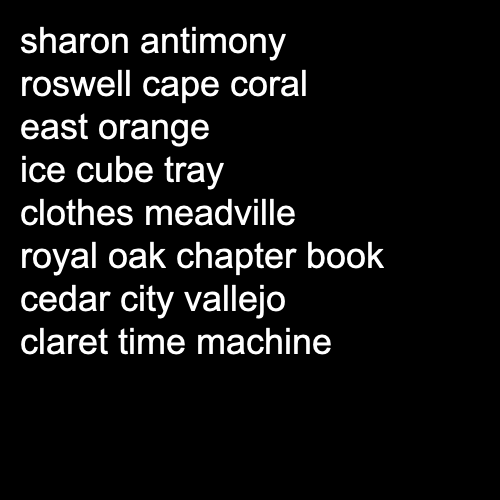 sharon antimony
roswell cape coral
east orange
ice cube tray
clothes meadville
royal oak chapter book
cedar city vallejo
claret time machine